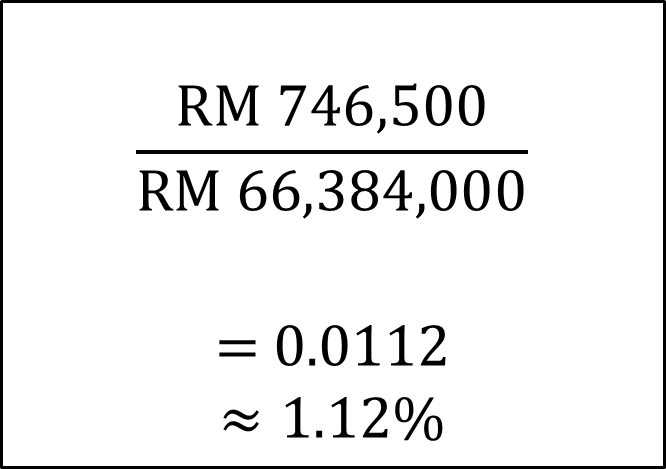 RM 746,500
RM 66,384,000
= 0.0112
≈ 1.12%